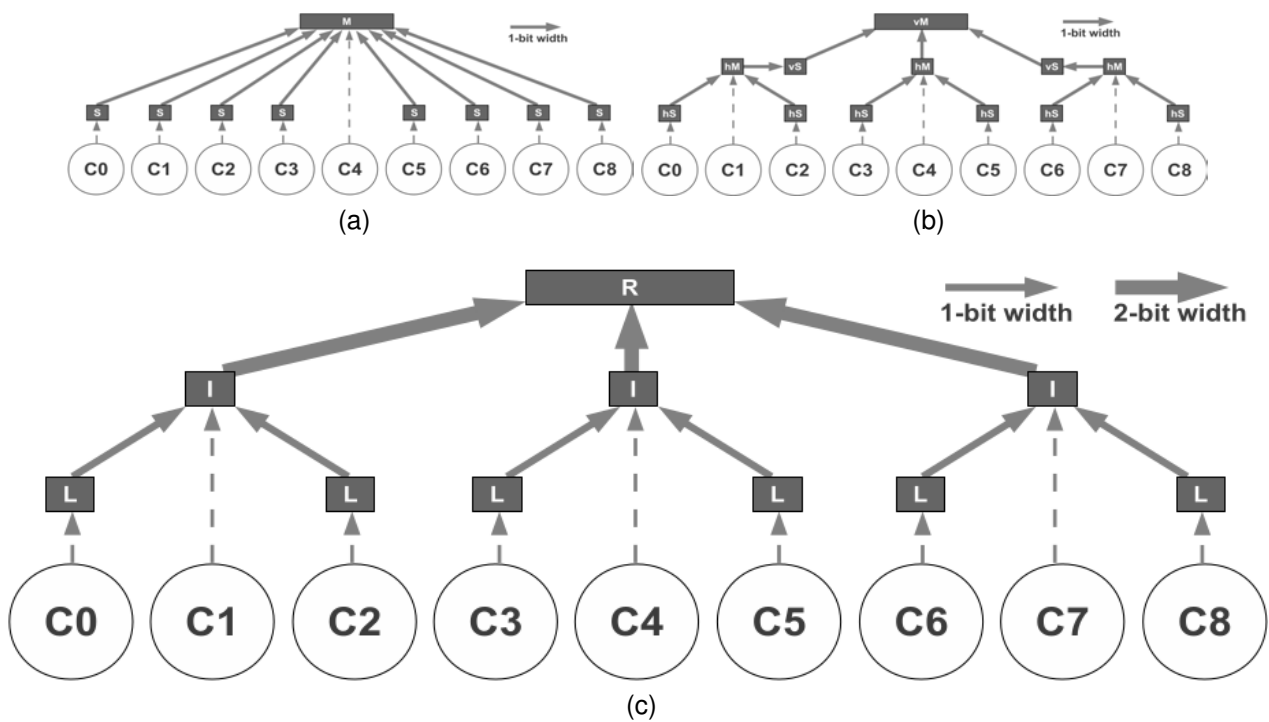 M
1-bit width
S S S S S S S S
C0 C1 C2 C3 C4 C5 C6 C7 C8
(a)
vM
1-bit width
hM vS hM vS hM
hS hS hS hS hS hS
C0 C1 C2 C3 C4 C5 C6 C7 C8
(b)
R
1-bit width 2-bit width
I I I
L L L L L L
C0 C1 C2 C3 C4 C5 C6 C7 C8
(c)